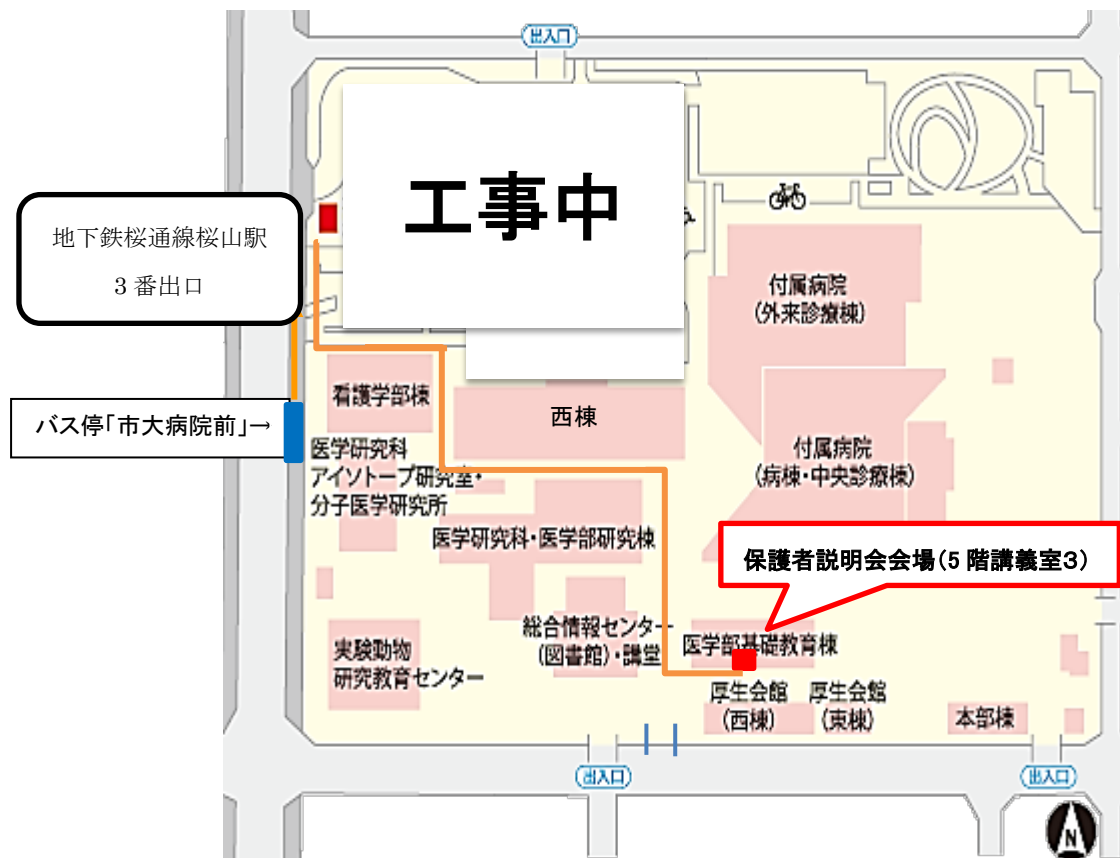 出入口
工事中
地下鉄桜通線桜山駅
3番出口
付属病院
(外来診療棟)
看護学部棟
西棟
バス停「市大病院前」→
医学研究科
アイソトープ研究室・
分子医学研究所
付属病院
(病棟・中央診療棟)
医学研究科・医学部研究棟
保護者説明会会場(5階講義室3)
総合情報センター
(図書館)・講堂
医学部基礎教育棟
実験動物
研究教育センター
厚生会館
(西棟)
厚生会館
(東棟)
本部棟
出入口
出入口
N